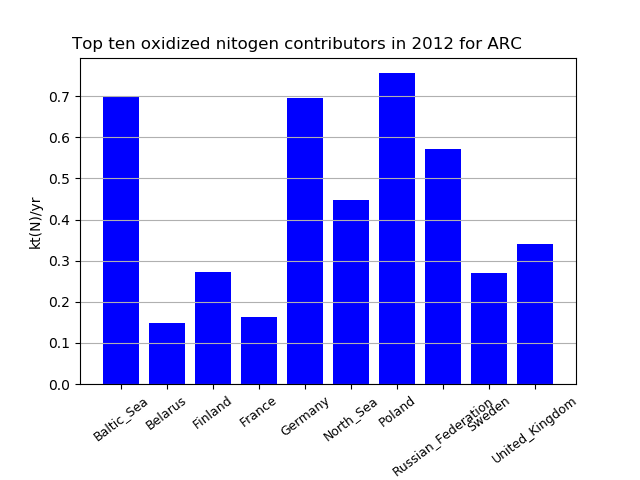 Top ten oxidized nitogen contributors in 2012 for ARC
kt(N)/yr
0.7
0.6
0.5
0.4
0.3
0.2
0.1
0.0
Baltic_Sea
Belarus
Finland
France
Germany
North_Sea
Poland
Russian_Federation
Sweden
United_Kingdom